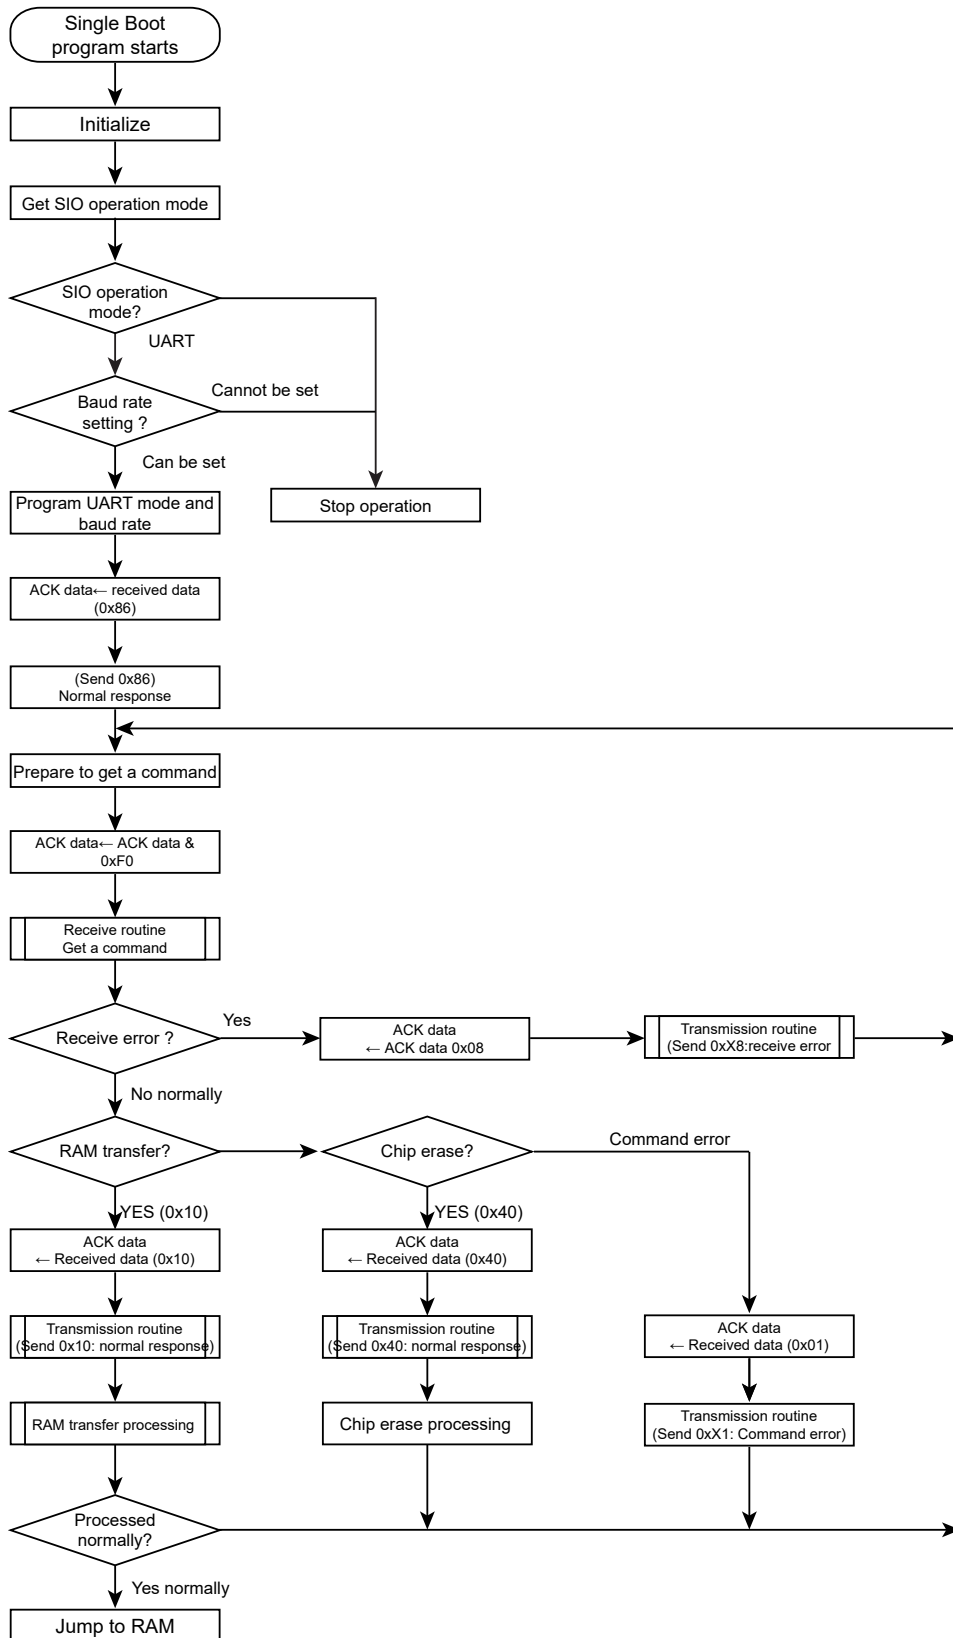 Single Boot
program starts
Initialize
Get SIO operation mode
SIO operation
mode?
UART
Baud rate
setting ?
Cannot be set
Can be set
Program UART mode and
baud rate
Stop operation
ACK data← received data
(0x86)
(Send 0x86)
Normal response
Prepare to get a command
ACK data← ACK data &
0xF0
Receive routine
Get a command
Receive error ?
Yes
ACK data
← ACK data 0x08
Transmission routine
(Send 0xX8:receive error
No normally
RAM transfer?
Chip erase?
Command error
YES (0x10)
YES (0x40)
ACK data
← Received data (0x10)
ACK data
← Received data (0x40)
Transmission routine
(Send 0x10: normal response)
Transmission routine
(Send 0x40: normal response)
ACK data
← Received data (0x01)
RAM transfer processing
Chip erase processing
Transmission routine
(Send 0xX1: Command error)
Processed
normally?
Yes normally
Jump to RAM